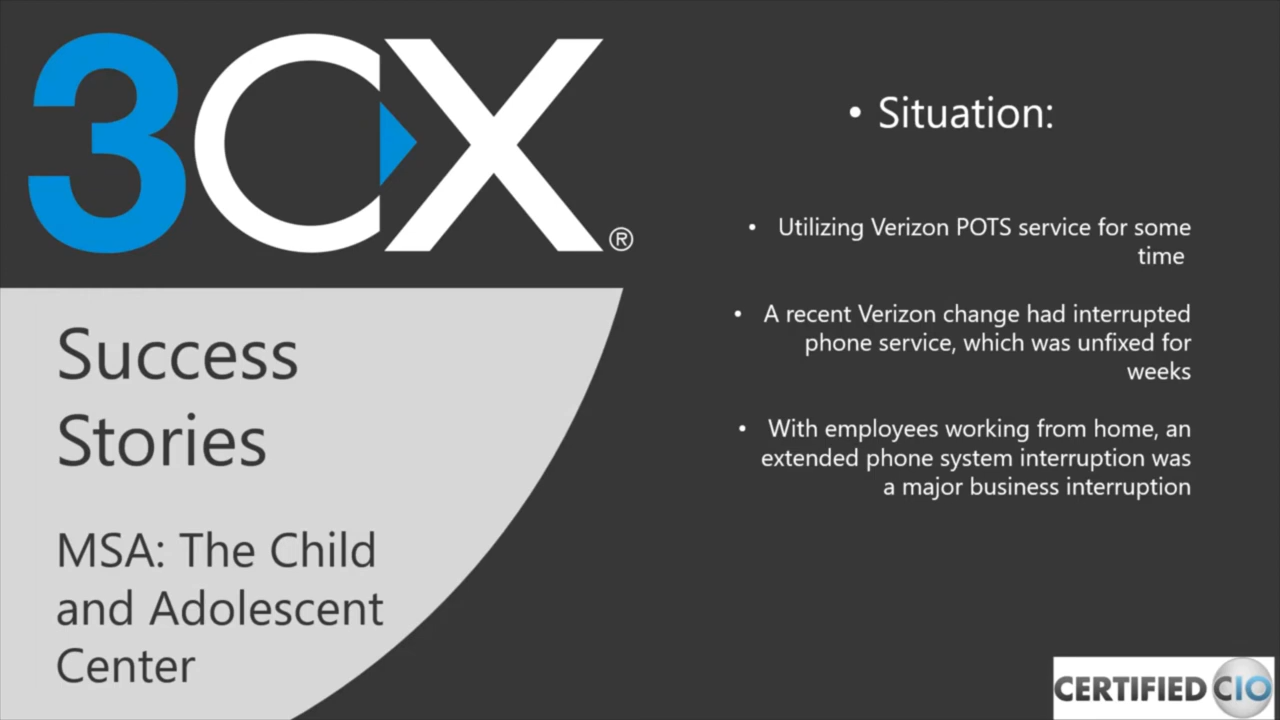 3CX®
Success
Stories
MSA: The Child
and Adolescent
Center
• Situation:
• Utilizing Verizon POTS service for some
time
• A recent Verizon change had interrupted
phone service, which was unfixed for
weeks
• With employees working from home, an
extended phone system interruption was
a major business interruption
CERTIFIED CIO